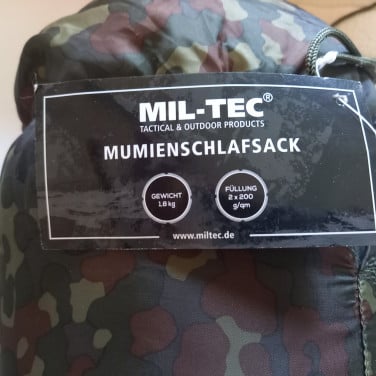 MIL-TEC®
TACTICAL & OUTDOOR PRODUCTS
MUMIENSCHLAFSACK
GEWICHT
1,8 kg
FÜLLUNG
2 x 200
g/qm
www.miltec.de